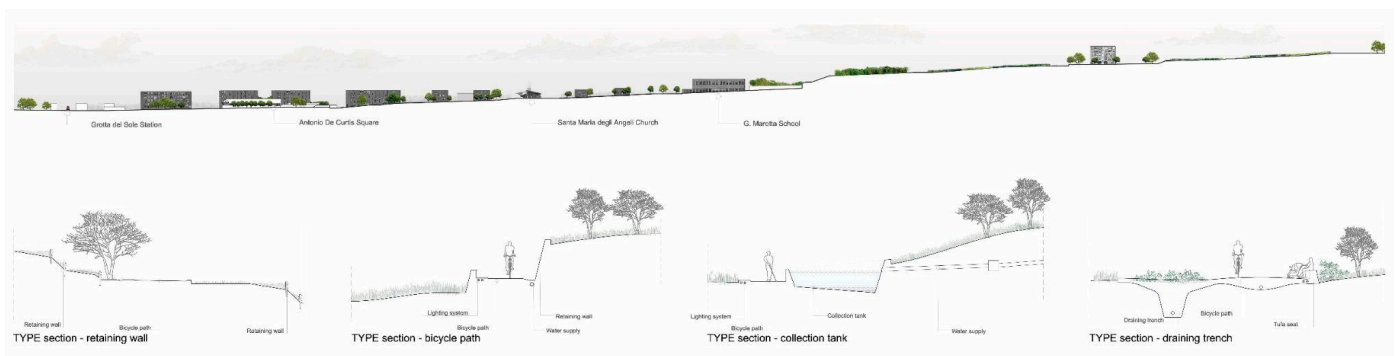 Grotta del Sole Station
Antonio De Curtis Square
Santa Maria degli Angeli Church
G. Marotta School
Retaining wall
Bicycle path
Retaining wall
TYPE section - retaining wall
Lighting system
Retaining wall
Bicycle path
Water supply
TYPE section - bicycle path
Lighting system
Collection tank
Bicycle path
Water supply
TYPE section - collection tank
Draining trench
Bicycle path
Tufa seat
TYPE section - draining trench